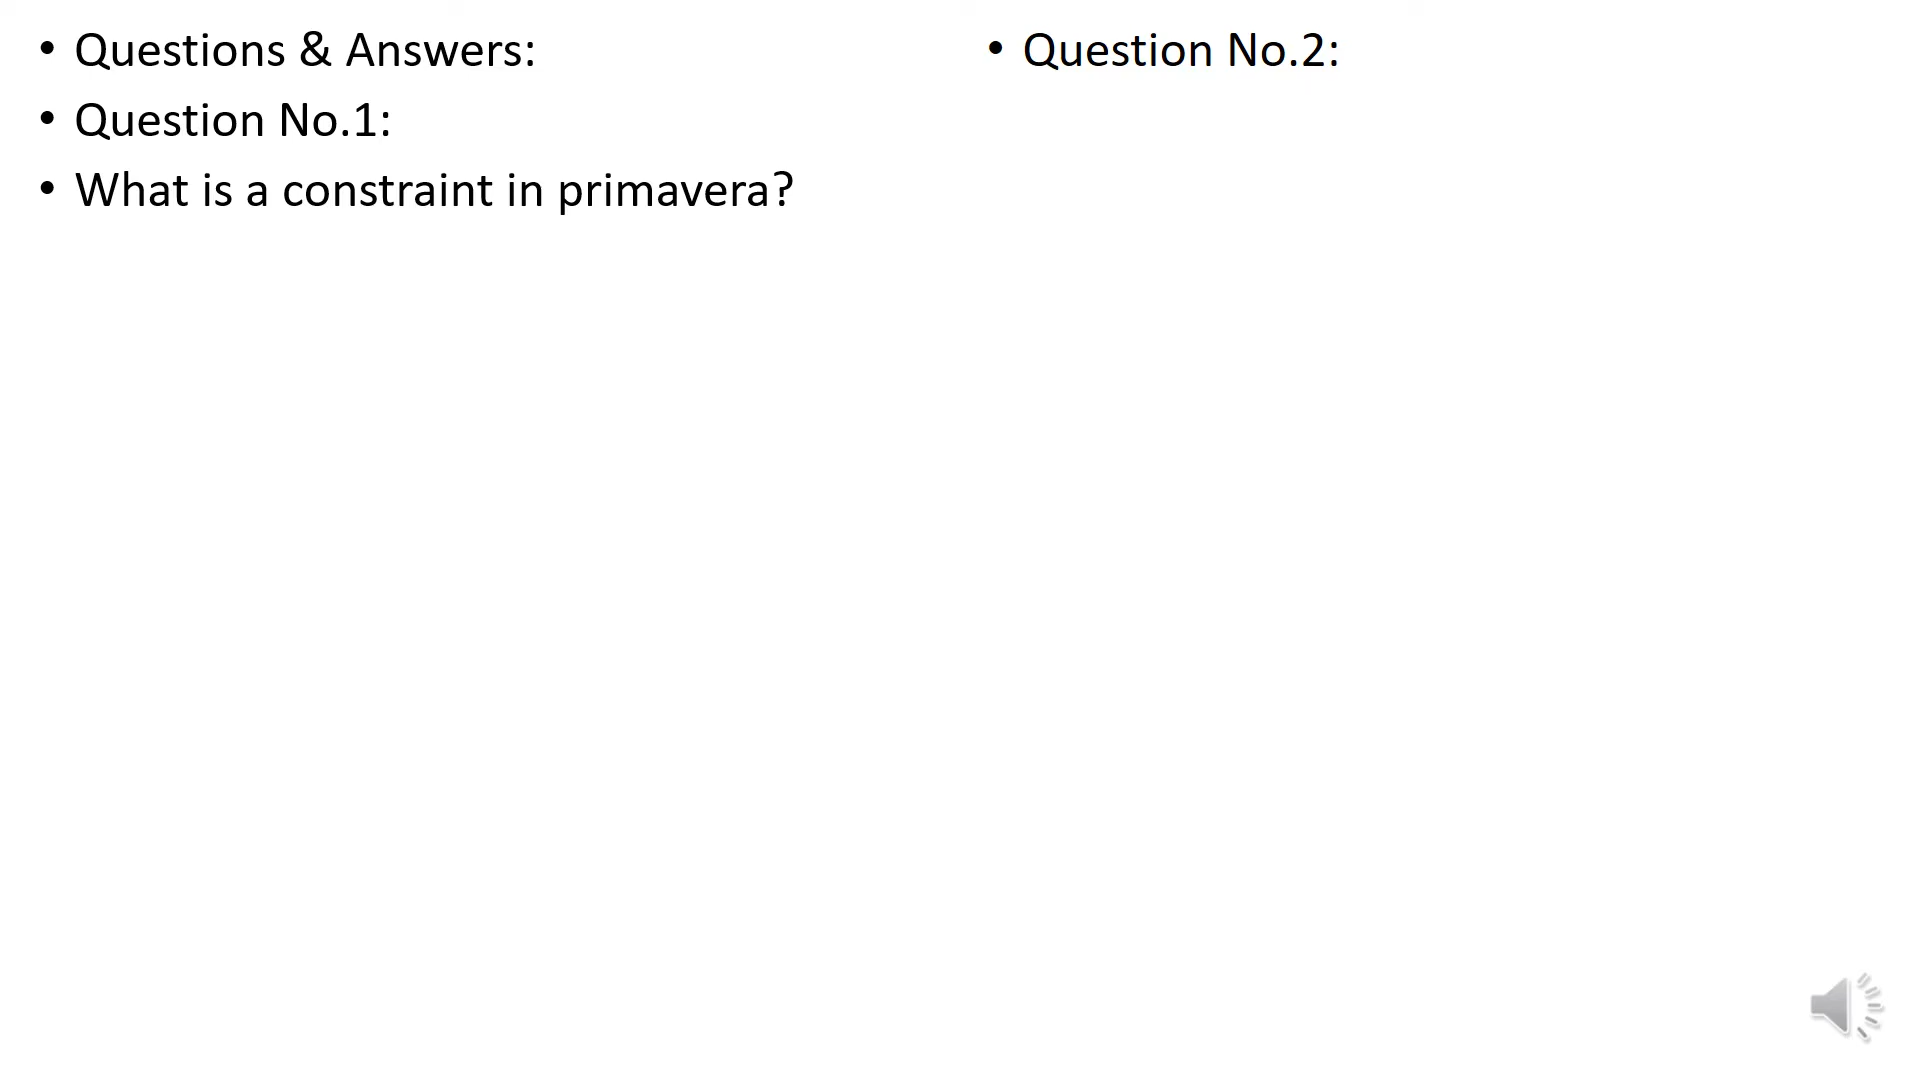 • Questions & Answers:
• Question No.1:
• What is a constraint in primavera?
• Question No.2: